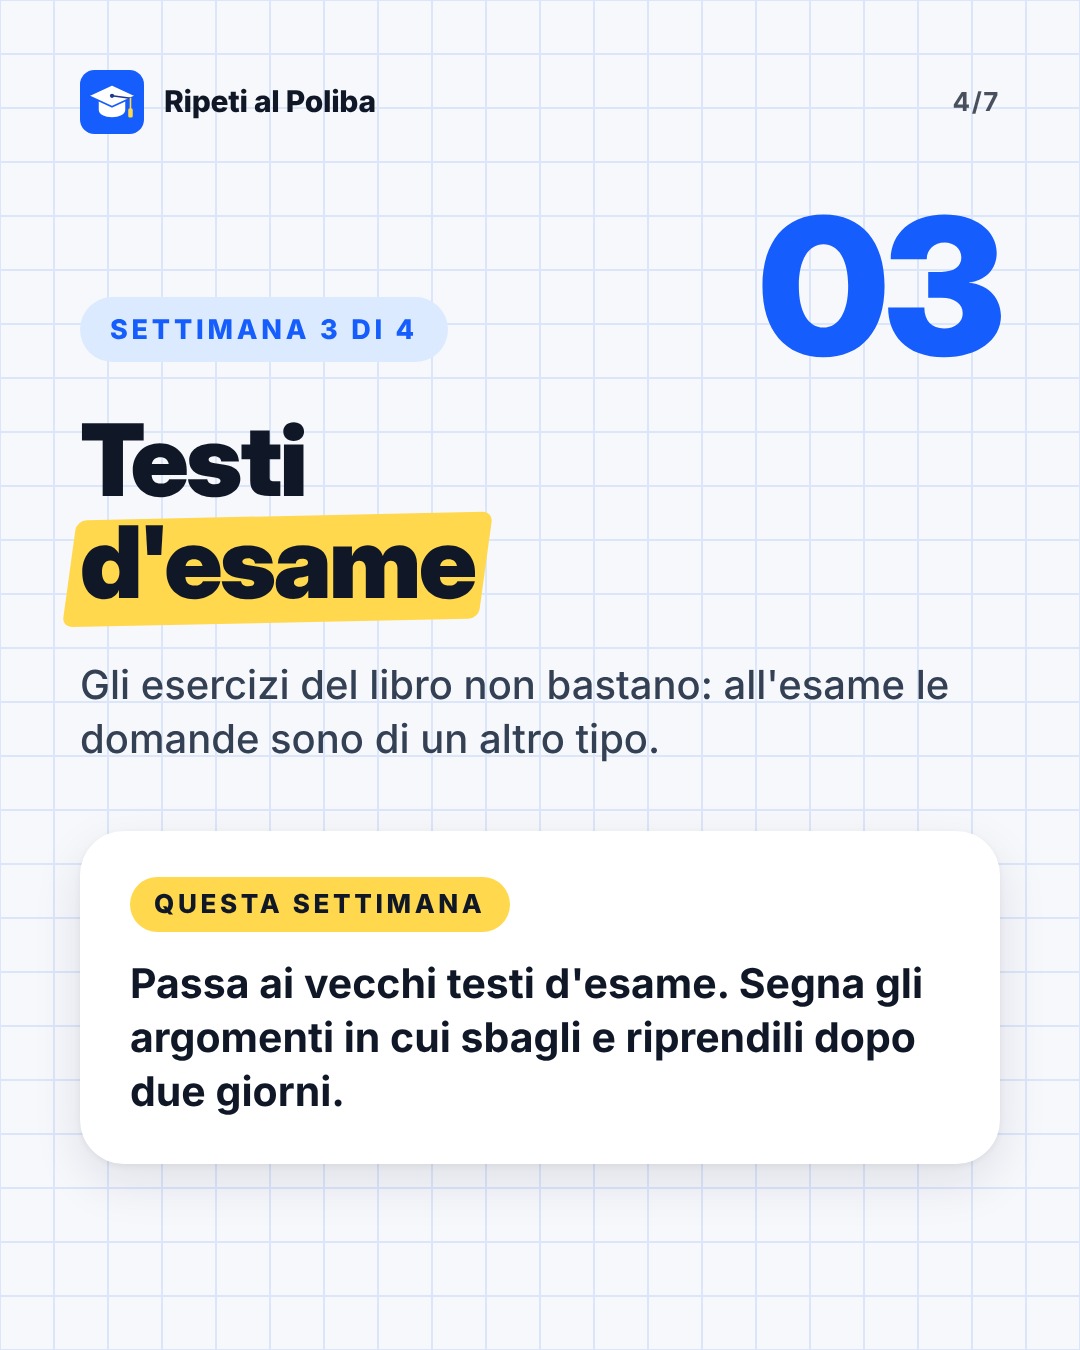 Ripeti al Poliba
4/7
03
SETTIMANA 3 DI 4
Testi
d'esame
Gli esercizi del libro non bastano: all'esame le
domande sono di un altro tipo.
QUESTA SETTIMANA
Passa ai vecchi testi d'esame. Segna gli
argomenti in cui sbagli e riprendili dopo
due giorni.